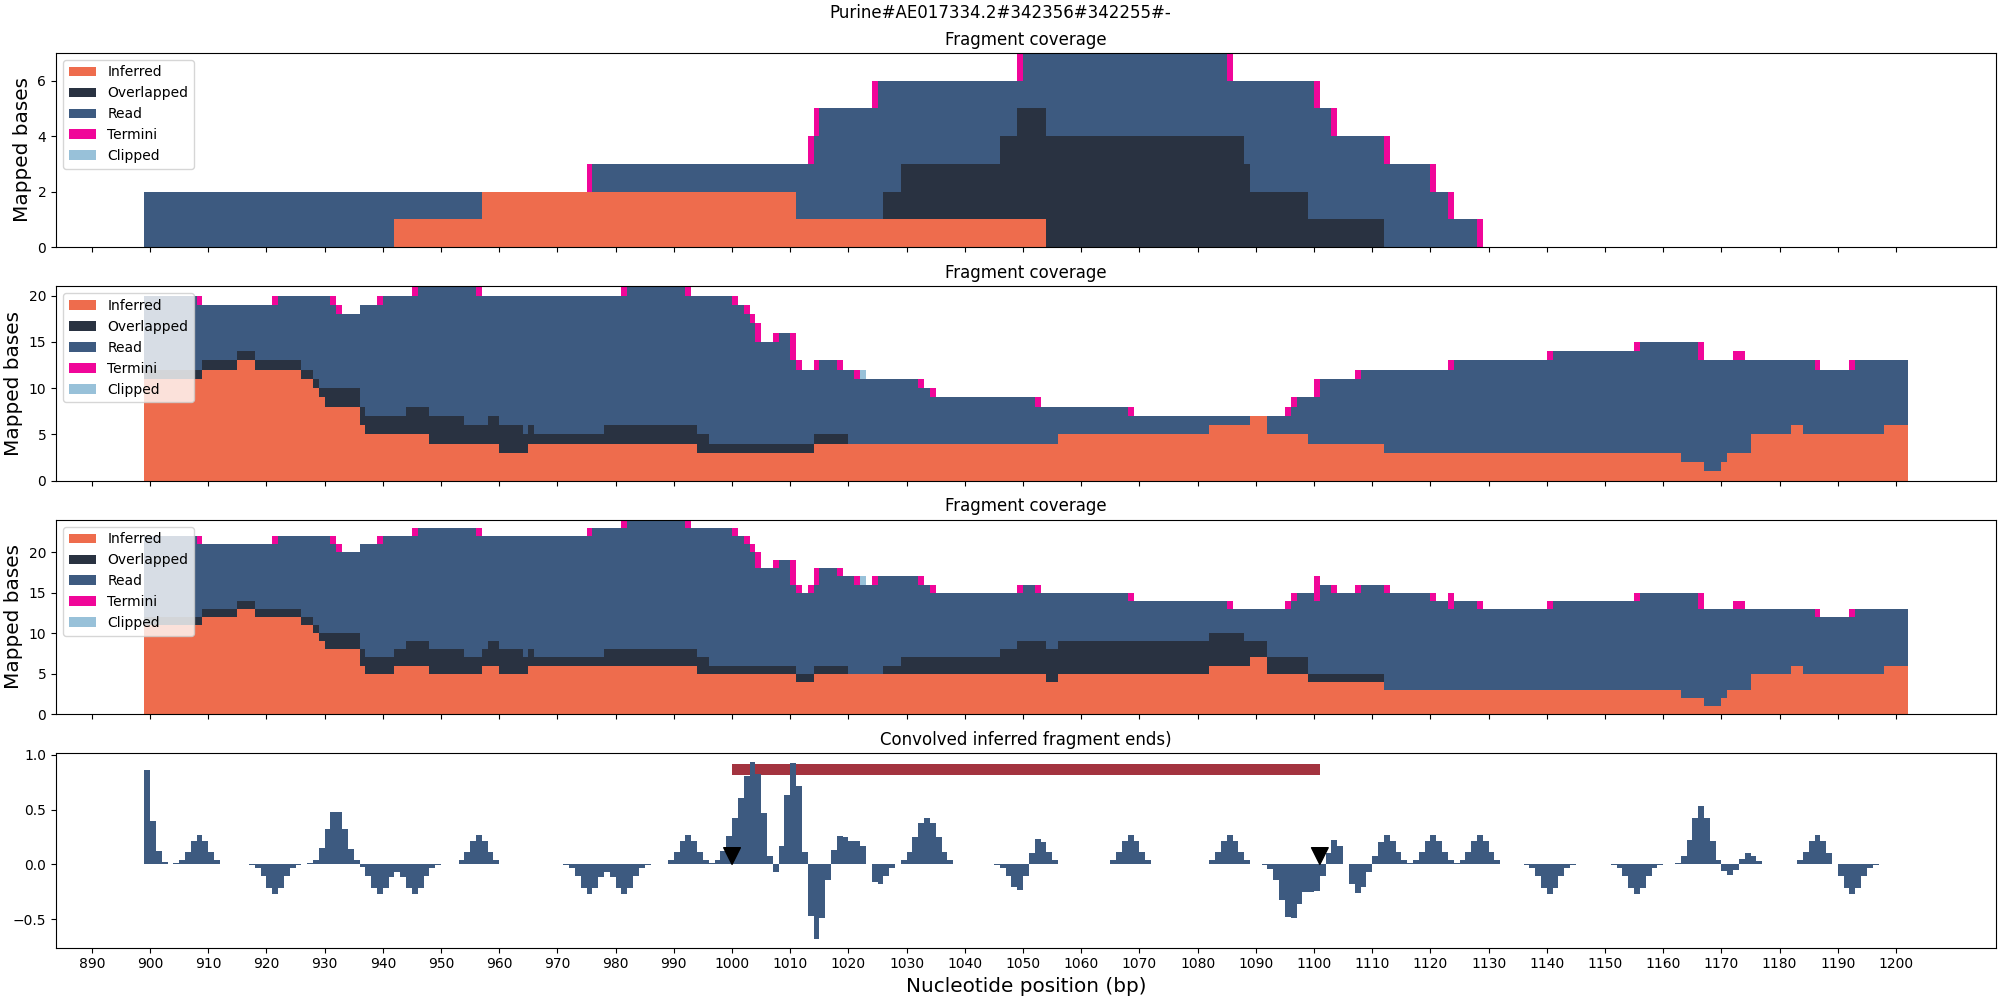 Purine#AE017334.2#342356#342255#-
Fragment coverage
Mapped bases
6
4
2
0
Inferred
Overlapped
Read
Termini
Clipped
Fragment coverage
Mapped bases
20
15
10
5
0
Inferred
Overlapped
Read
Termini
Clipped
Fragment coverage
Mapped bases
20
15
10
5
0
Inferred
Overlapped
Read
Termini
Clipped
Convolved inferred fragment ends)
1.0
0.5
0.0
−0.5
890 900 910 920 930 940 950 960 970 980 990 1000 1010 1020 1030 1040 1050 1060 1070 1080 1090 1100 1110 1120 1130 1140 1150 1160 1170 1180 1190 1200
Nucleotide position (bp)